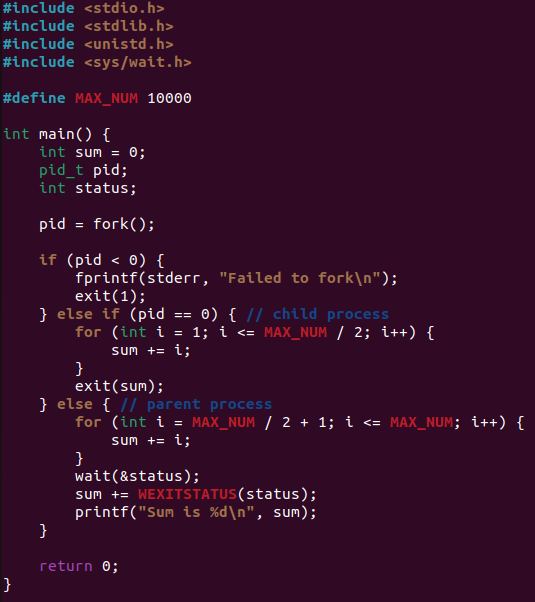 #include <stdio.h>
#include <stdlib.h>
#include <unistd.h>
#include <sys/wait.h>

#define MAX_NUM 10000

int main() {
    int sum = 0;
    pid_t pid;
    int status;

    pid = fork();

    if (pid < 0) {
        fprintf(stderr, "Failed to fork\n");
        exit(1);
    } else if (pid == 0) { // child process
        for (int i = 1; i <= MAX_NUM / 2; i++) {
            sum += i;
        }
        exit(sum);
    } else { // parent process
        for (int i = MAX_NUM / 2 + 1; i <= MAX_NUM; i++) {
            sum += i;
        }
        wait(&status);
        sum += WEXITSTATUS(status);
        printf("Sum is %d\n", sum);
    }

    return 0;
}